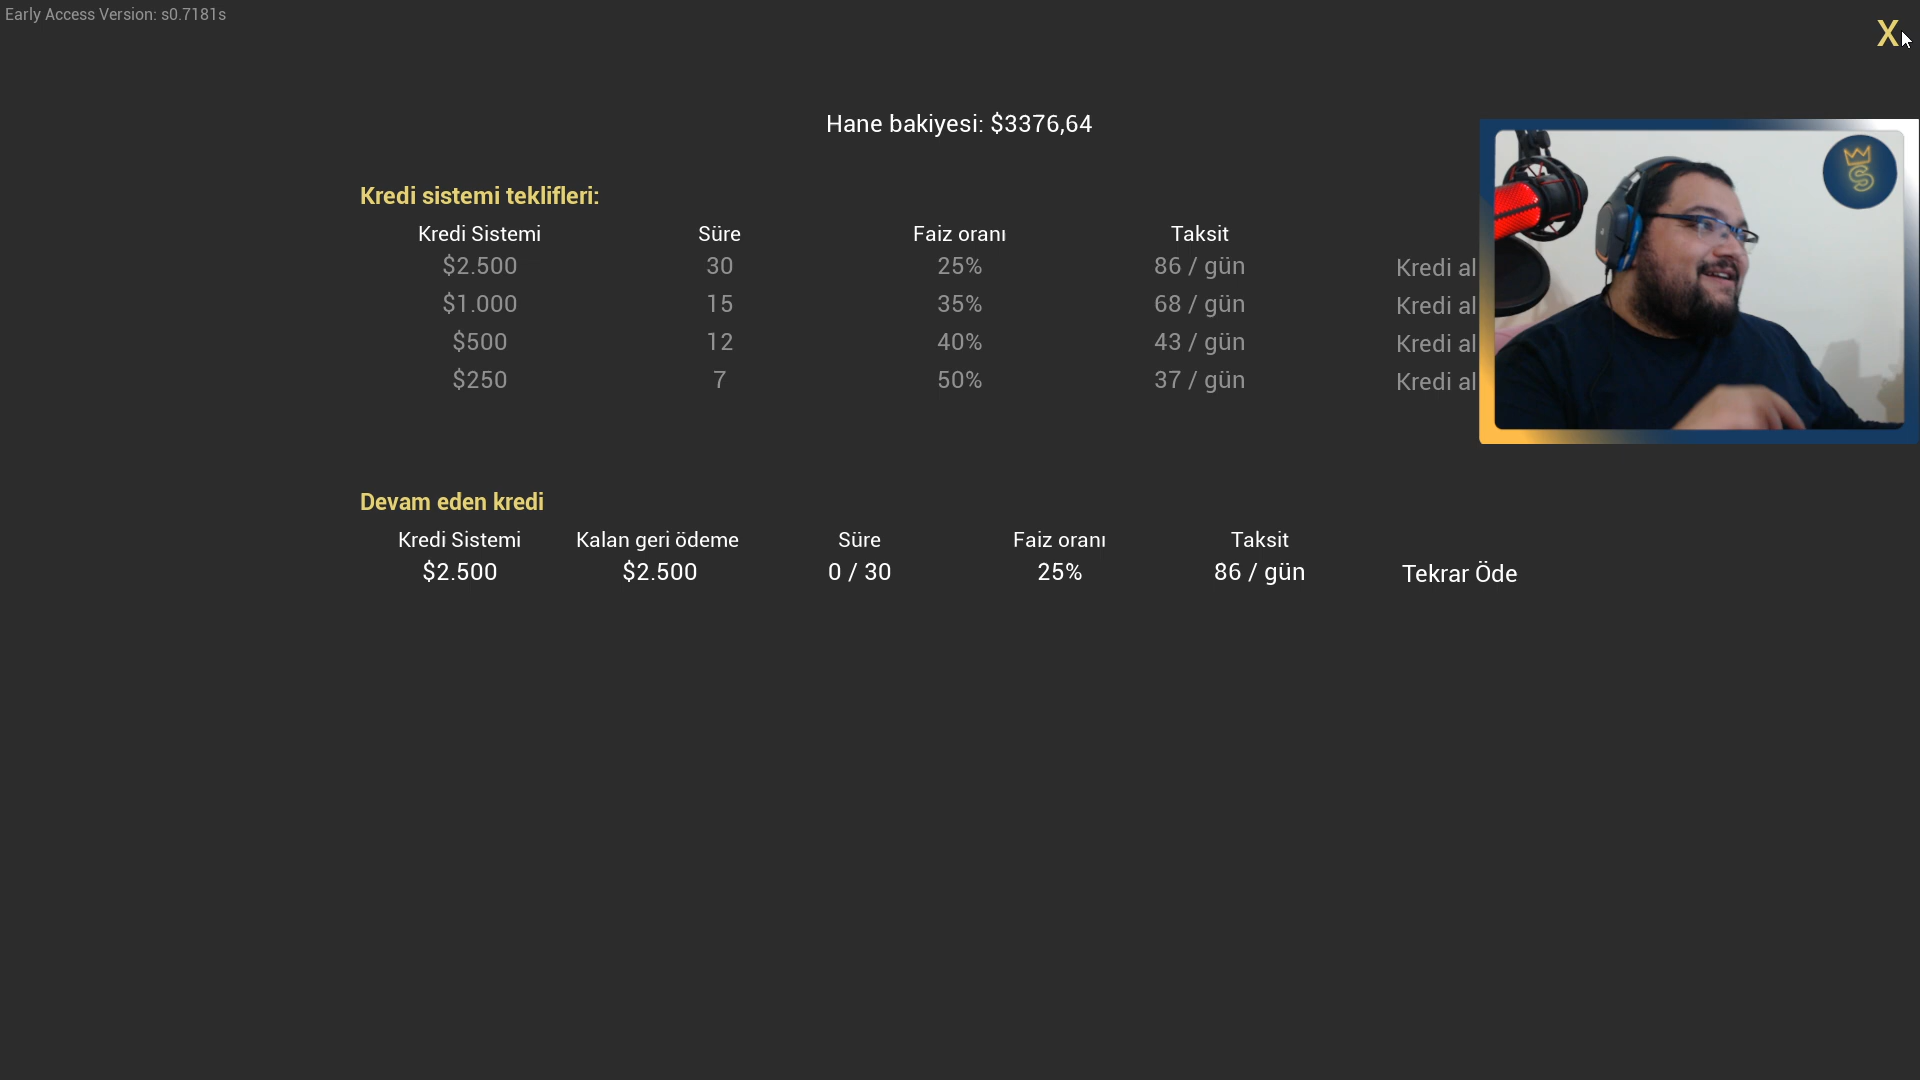 Early Access Version: s0.7181s
X
Hane bakiyesi: $3376,64
Kredi sistemi teklifleri:
Kredi Sistemi Süre Faiz oranı Taksit
$2.500 30 25% 86 / gün Kredi al
$1.000 15 35% 68 / gün Kredi al
$500 12 40% 43 / gün Kredi al
$250 7 50% 37 / gün Kredi al
S
Devam eden kredi
Kredi Sistemi Kalan geri ödeme Süre Faiz oranı Taksit
$2.500 $2.500 0 / 30 25% 86 / gün Tekrar Öde